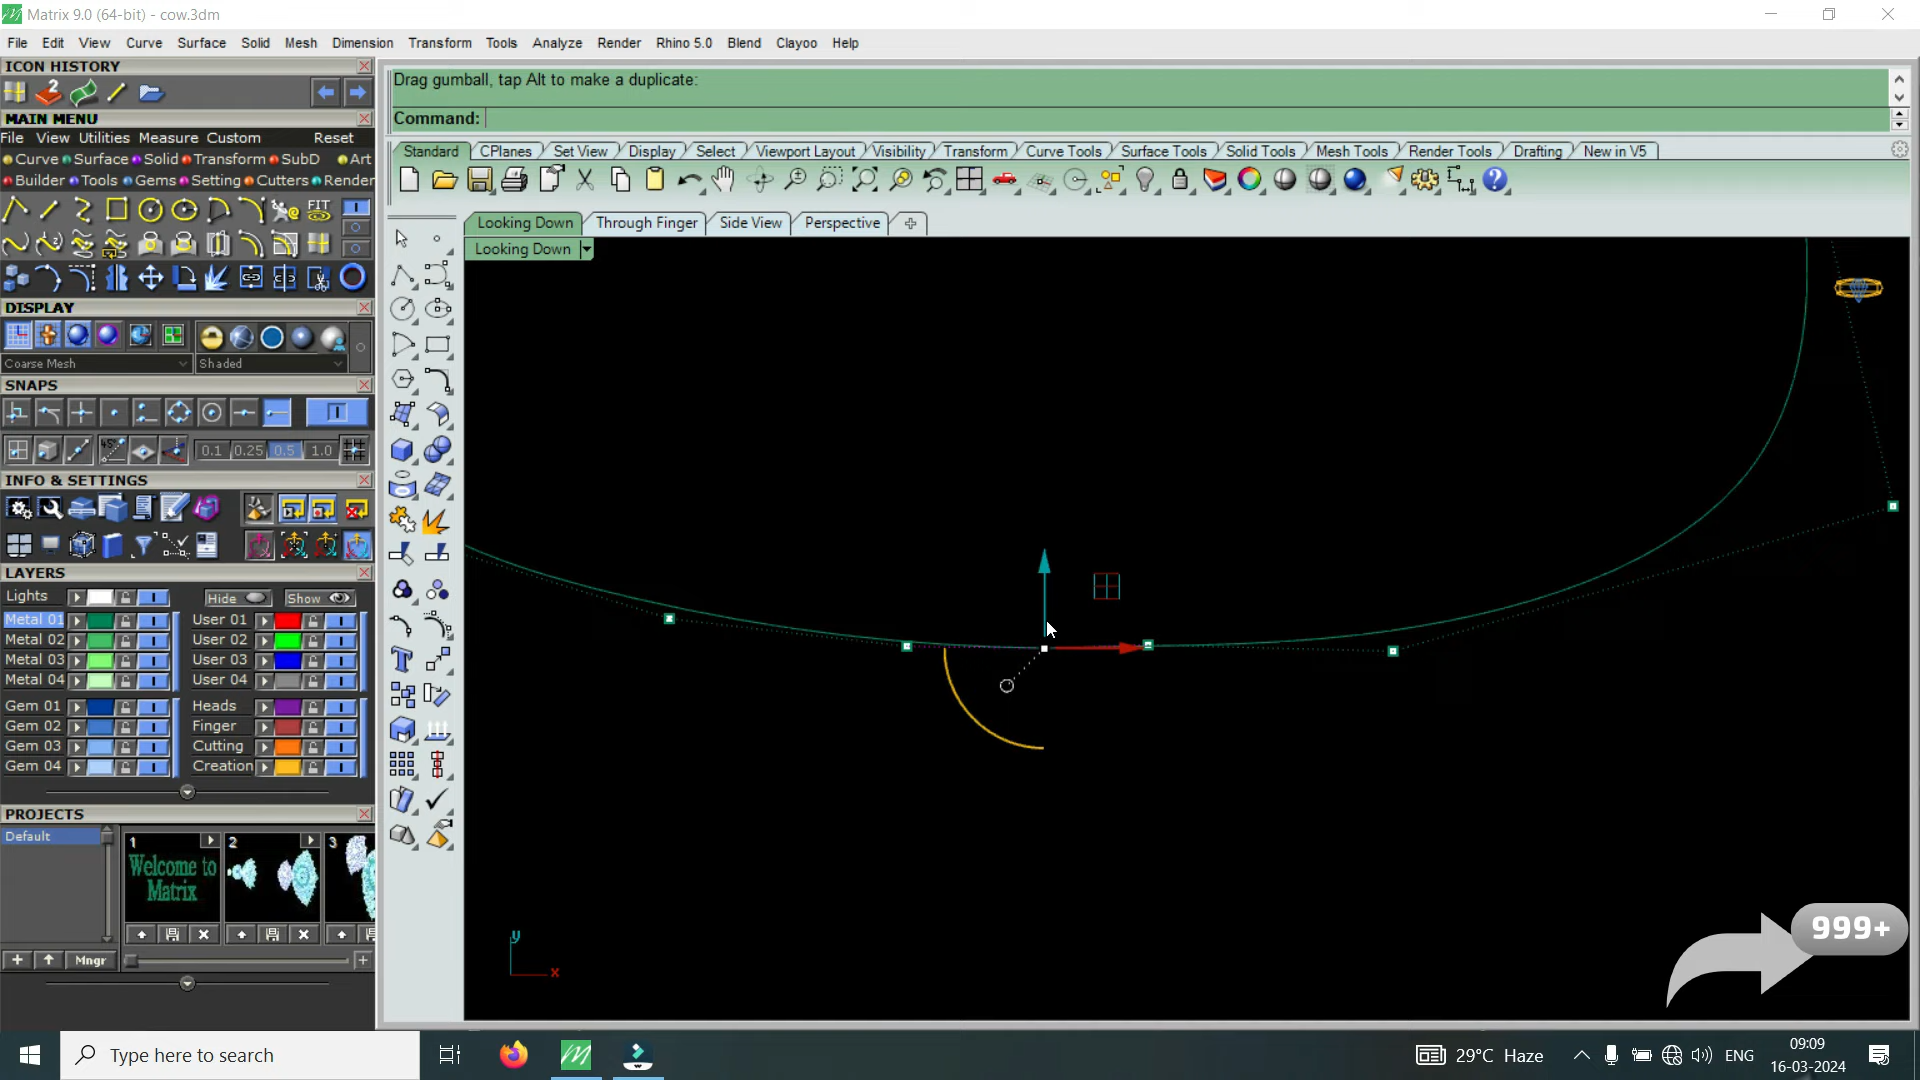 Matrix 9.0 (64-bit) - cow.3dm
File Edit View Curve Surface Solid Mesh Dimension Transform Tools Analyze Render Rhino 5.0 Blend Clayoo Help
ICON HISTORY
MAIN MENU
File View Utilities Measure Custom Reset
Curve Surface Solid Transform SubD Art
Builder Tools Gems Setting Cutters Render
FIT
DISPLAY
Coarse Mesh Shaded
SNAPS
0.1 0.25 0.5 1.0
INFO & SETTINGS
LAYERS
Lights Hide Show
Metal 01 User 01
Metal 02 User 02
Metal 03 User 03
Metal 04 User 04
Gem 01 Heads
Gem 02 Finger
Gem 03 Cutting
Gem 04 Creation
PROJECTS
Default
1 2 3
Welcome to
Matrix
Mngr
Drag gumball, tap Alt to make a duplicate:
Command:
Standard CPlanes Set View Display Select Viewport Layout Visibility Transform Curve Tools Surface Tools Solid Tools Mesh Tools Render Tools Drafting New in V5
Looking Down Through Finger Side View Perspective
Looking Down
y
x
999+
Type here to search
29°C Haze
ENG
09:09
16-03-2024